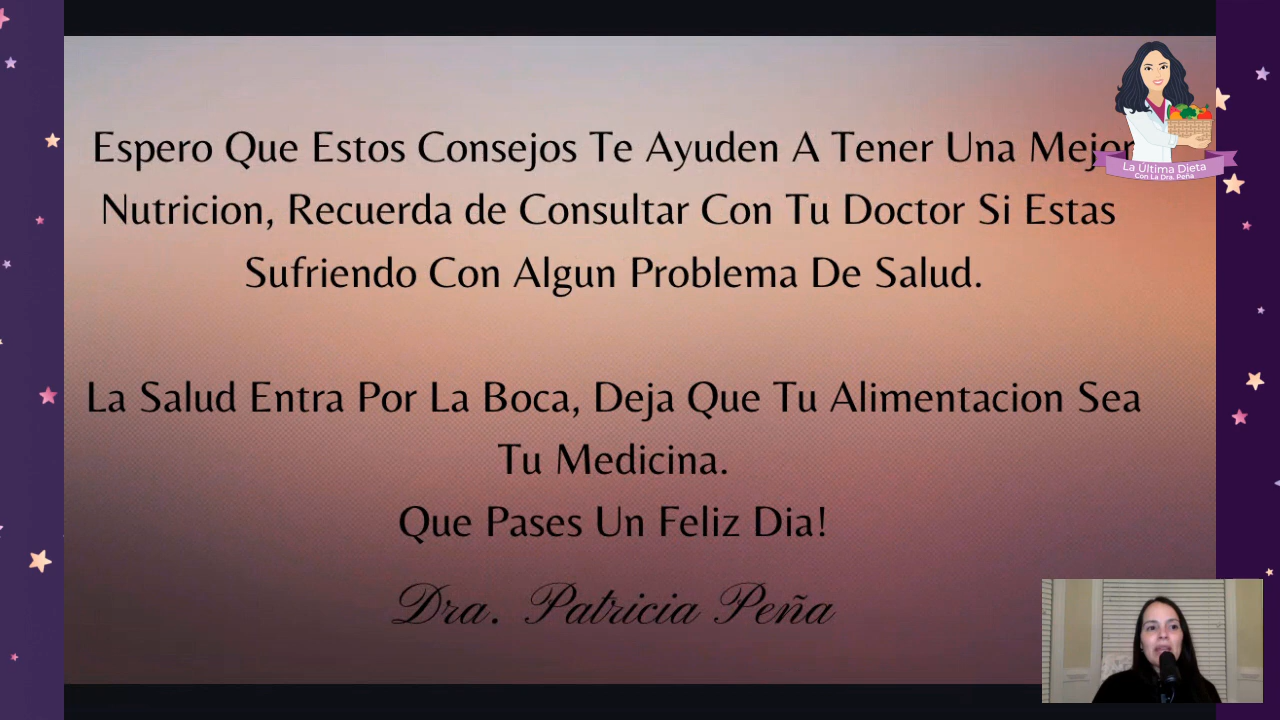 Espero Que Estos Consejos Te Ayuden A Tener Una Mejor
Nutricion, Recuerda de Consultar Con Tu Doctor Si Estas
Sufriendo Con Algun Problema De Salud.
La Salud Entra Por La Boca, Deja Que Tu Alimentacion Sea
Tu Medicina.
Que Pases Un Feliz Dia!
Dra. Patricia Peña
La Última Dieta
Con La Dra. Peña